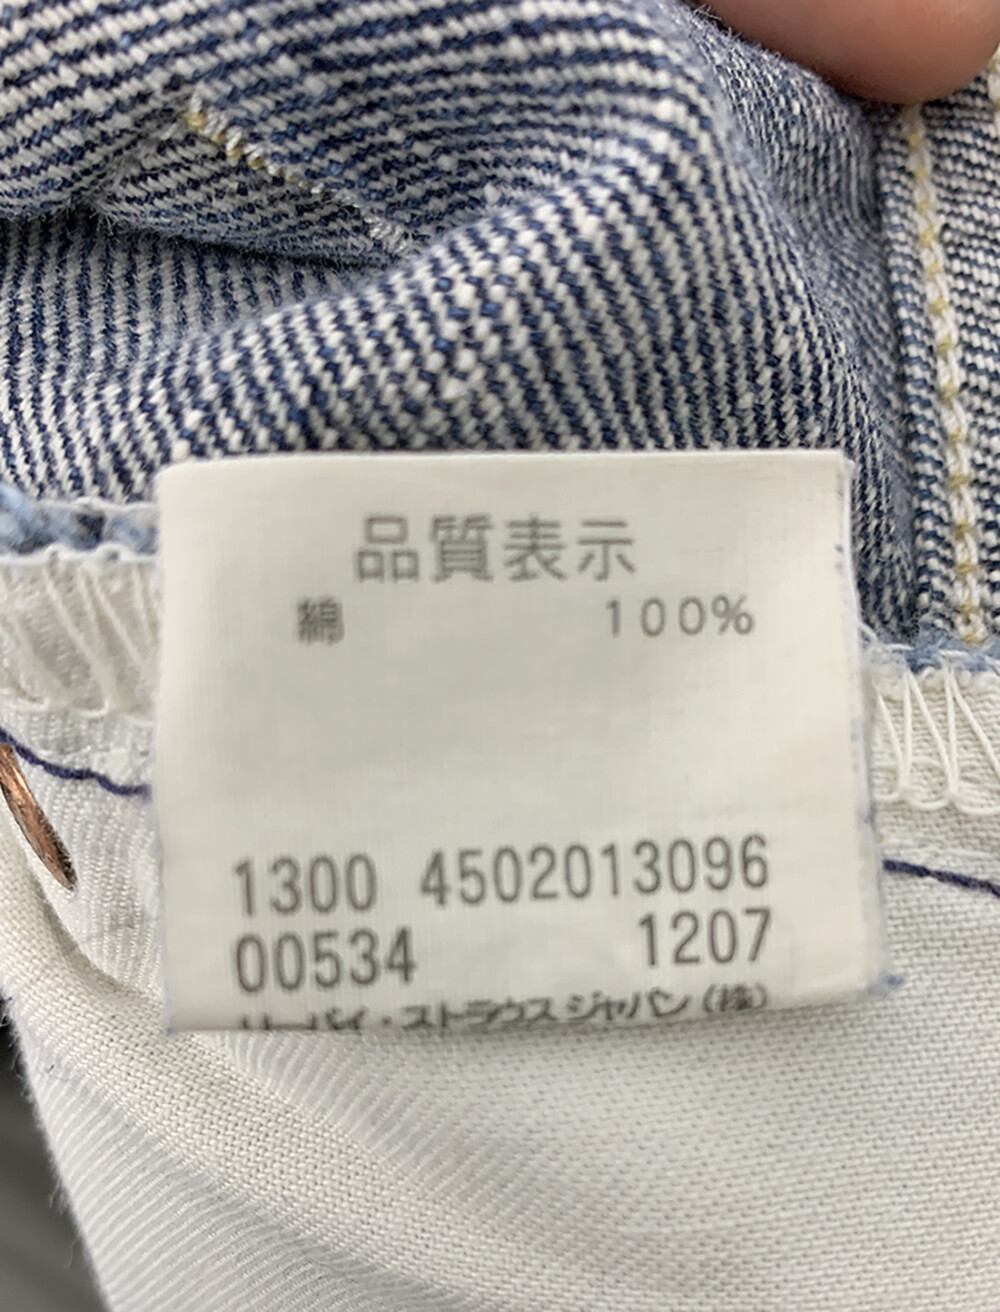 品質表示
綿 100%
1300 4502013096
00534 1207
リーバイ・ストラウス ジャパン (株)